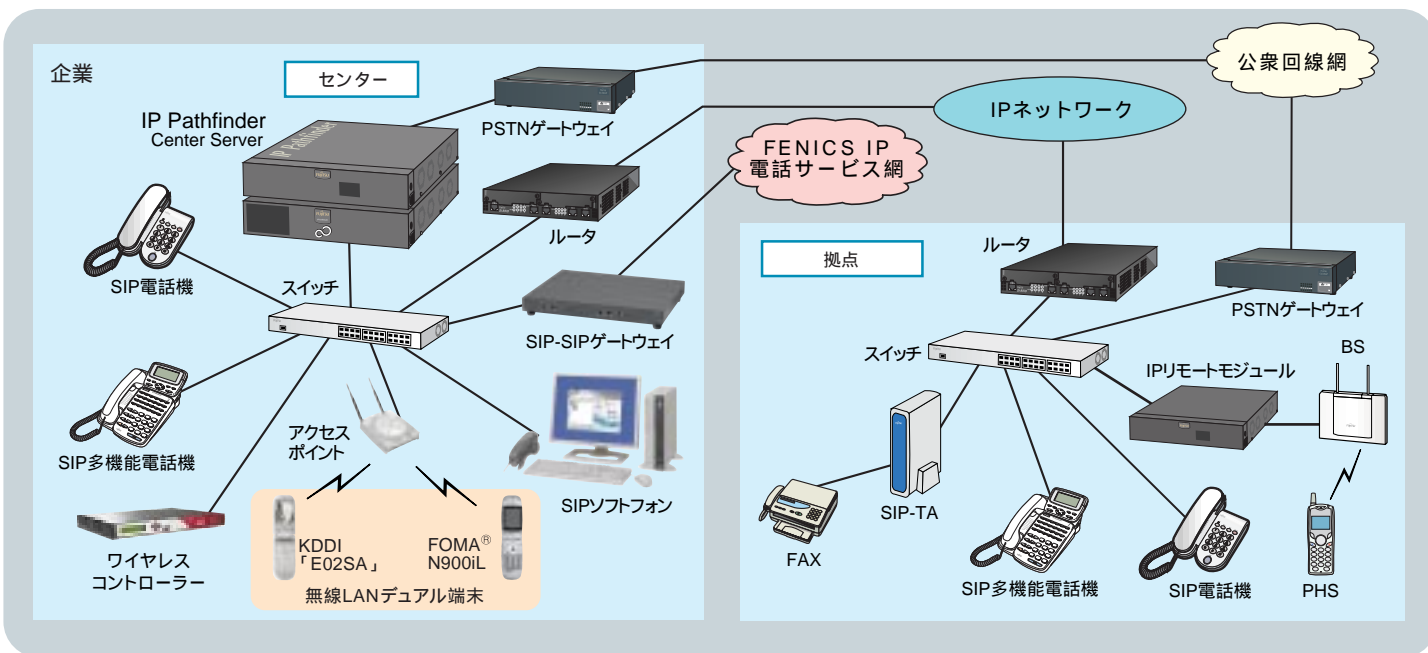 企業
センター
IP Pathfinder
Center Server
IP Pathfinder
PSTNゲートウェイ
公衆回線網
IPネットワーク
FENICS IP
電話サービス網
ルータ
SIP電話機
スイッチ
SIP-SIPゲートウェイ
SIP多機能電話機
アクセス
ポイント
SIPソフトフォン
ワイヤレス
コントローラー
KDDI
「E02SA」
FOMA®
N900iL
無線LANデュアル端末
拠点
ルータ
PSTNゲートウェイ
スイッチ
IPリモートモジュール
BS
SIP-TA
FAX
SIP多機能電話機
SIP電話機
PHS